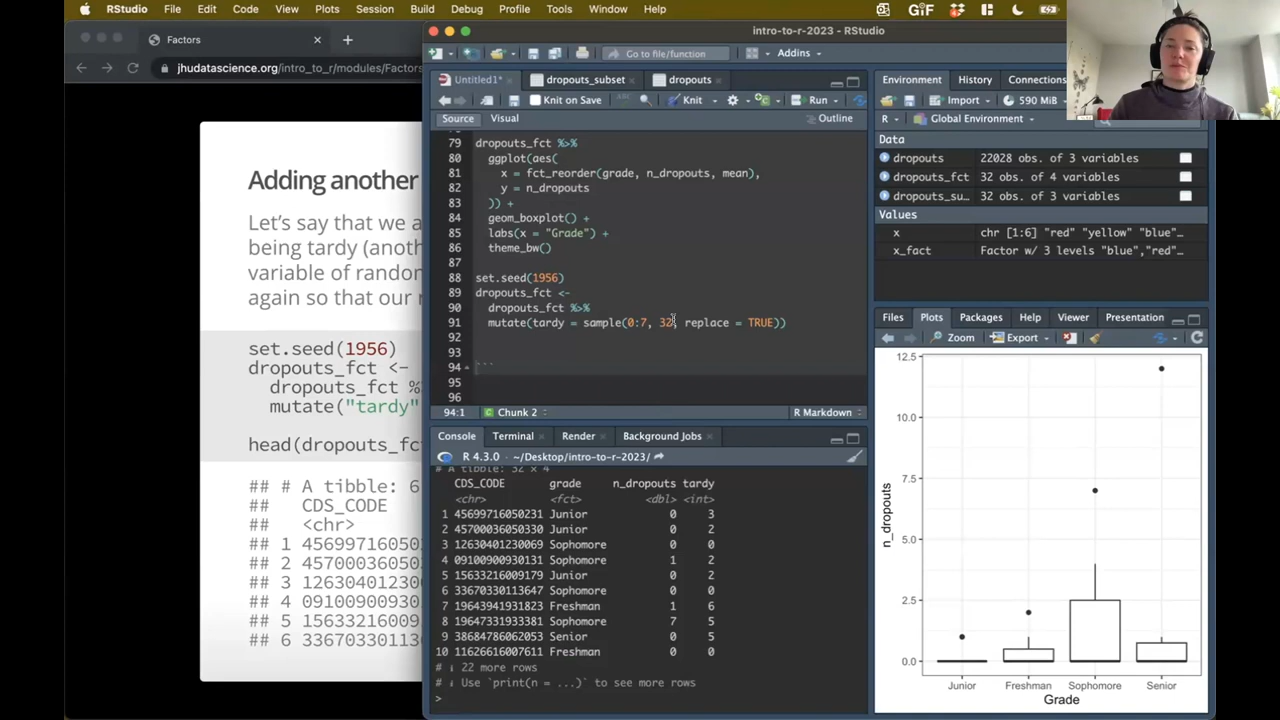 RStudio File Edit Code View Plots Session Build Debug Profile Tools Window Help GiF
Factors
jhudatascience.org/intro_to_r/modules/Factors
Adding another
Let's say that we a
being tardy (anoth
variable of randor
again so that our r
set.seed(1956)
dropouts_fct <-
dropouts_fct %
mutate("tardy"
head(dropouts_fc
## # A tibble: 6
## CDS_CODE
## <chr>
## 1 456997160502
## 2 457000360503
## 3 126304012300
## 4 091009009301
## 5 156332160091
## 6 336703301136
intro-to-r-2023 - RStudio
Go to file/function Addins
Untitled1* dropouts_subset dropouts
Knit on Save ABC Knit Run
Source Visual Outline
79 dropouts_fct %>%
80 ggplot(aes(
81 x = fct_reorder(grade, n_dropouts, mean),
82 y = n_dropouts
83 )) +
84 geom_boxplot() +
85 labs(x = "Grade") +
86 theme_bw()
87
88 set.seed(1956)
89 dropouts_fct <-
90 dropouts_fct %>%
91 mutate(tardy = sample(0:7, 32, replace = TRUE))
92
93
94 ```
95
96
94:1 Chunk 2 R Markdown
Console Terminal Render Background Jobs
R 4.3.0 · ~/Desktop/intro-to-r-2023/
# A tibble: 32 × 4
CDS_CODE grade n_dropouts tardy
<chr> <fct> <dbl> <int>
1 45699716050231 Junior 0 3
2 45700036050330 Junior 0 2
3 12630401230069 Sophomore 0 0
4 09100900930131 Sophomore 1 2
5 15633216009179 Junior 0 2
6 33670330113647 Sophomore 0 0
7 19643941931823 Freshman 1 6
8 19647331933381 Sophomore 7 5
9 38684786062053 Senior 0 5
10 11626616007611 Freshman 0 0
# ℹ 22 more rows
# ℹ Use `print(n = ...)` to see more rows
>
Environment History Connections
Import 590 MiB
R Global Environment
Data
dropouts 22028 obs. of 3 variables
dropouts_fct 32 obs. of 4 variables
dropouts_su… 32 obs. of 3 variables
Values
x chr [1:6] "red" "yellow" "blue"…
x_fact Factor w/ 3 levels "blue","red"…
Files Plots Packages Help Viewer Presentation
Zoom Export
12.5
10.0
7.5
5.0
2.5
0.0
n_dropouts
Junior Freshman Sophomore Senior
Grade